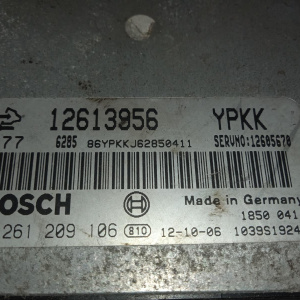 12613956 YPKK
77 6285 86YPKKJ62850411 SERVNO:12605670
OSCH Made in Germany
1850 041
261 209 106 810 12-10-06 1039S1924